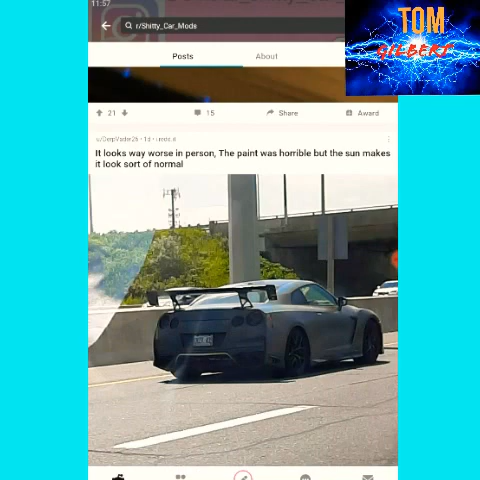 11:57
r/Shitty_Car_Mods
TOM
GILBERT
Posts
About
21
15
Share
Award
It looks way worse in person, The paint was horrible but the sun makes
it look sort of normal